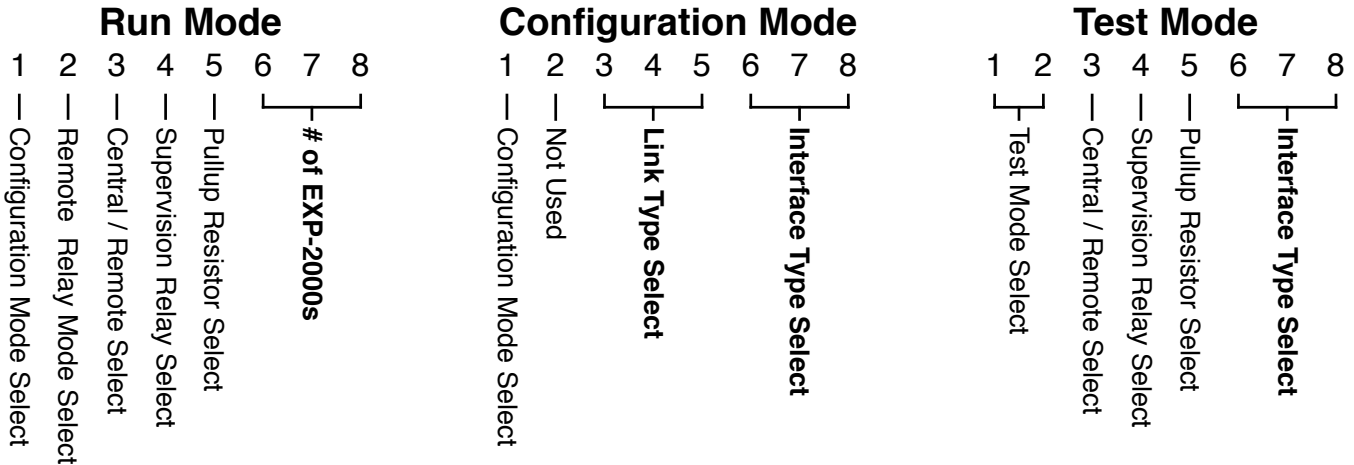 Run Mode
1 2 3 4 5 6 7 8
Configuration Mode Select
Remote Relay Mode Select
Central / Remote Select
Supervision Relay Select
Pullup Resistor Select
# of EXP-2000s
Configuration Mode
1 2 3 4 5 6 7 8
Configuration Mode Select
Not Used
Link Type Select
Interface Type Select
Test Mode
1 2 3 4 5 6 7 8
Test Mode Select
Central / Remote Select
Supervision Relay Select
Pullup Resistor Select
Interface Type Select